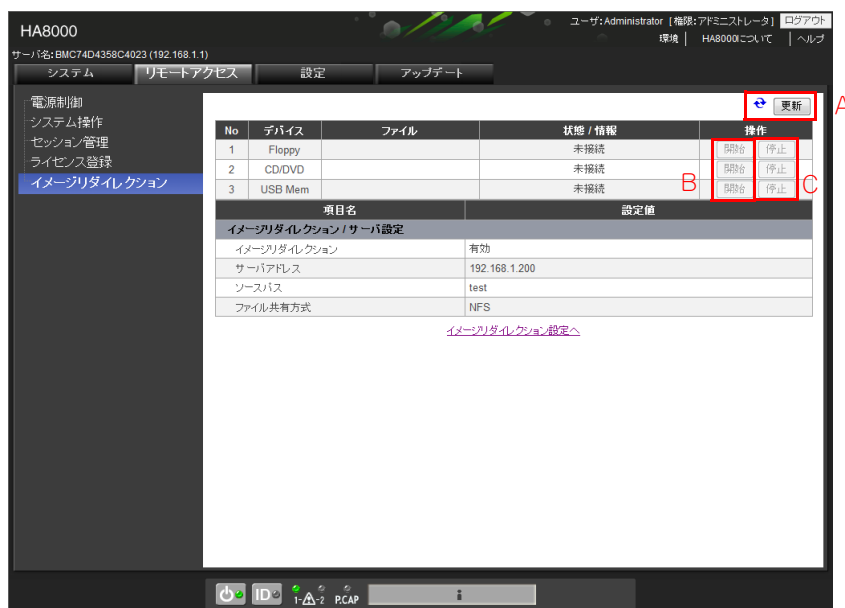 HA8000
ユーザ:Administrator [権限:アドミニストレータ] ログアウト
環境 | HA8000について | ヘルプ
サーバ名:BMC74D4358C4023 (192.168.1.1)
システム リモートアクセス 設定 アップデート
電源制御
システム操作
セッション管理
ライセンス登録
イメージリダイレクション
更新 A
No デバイス ファイル 状態 / 情報 操作
1 Floppy 未接続 開始 停止
2 CD/DVD 未接続 開始 停止
3 USB Mem 未接続 B 開始 停止 C
項目名 設定値
イメージリダイレクション / サーバ設定
イメージリダイレクション 有効
サーバアドレス 192.168.1.200
ソースパス test
ファイル共有方式 NFS
イメージリダイレクション設定へ
ID 1- -2 P.CAP i